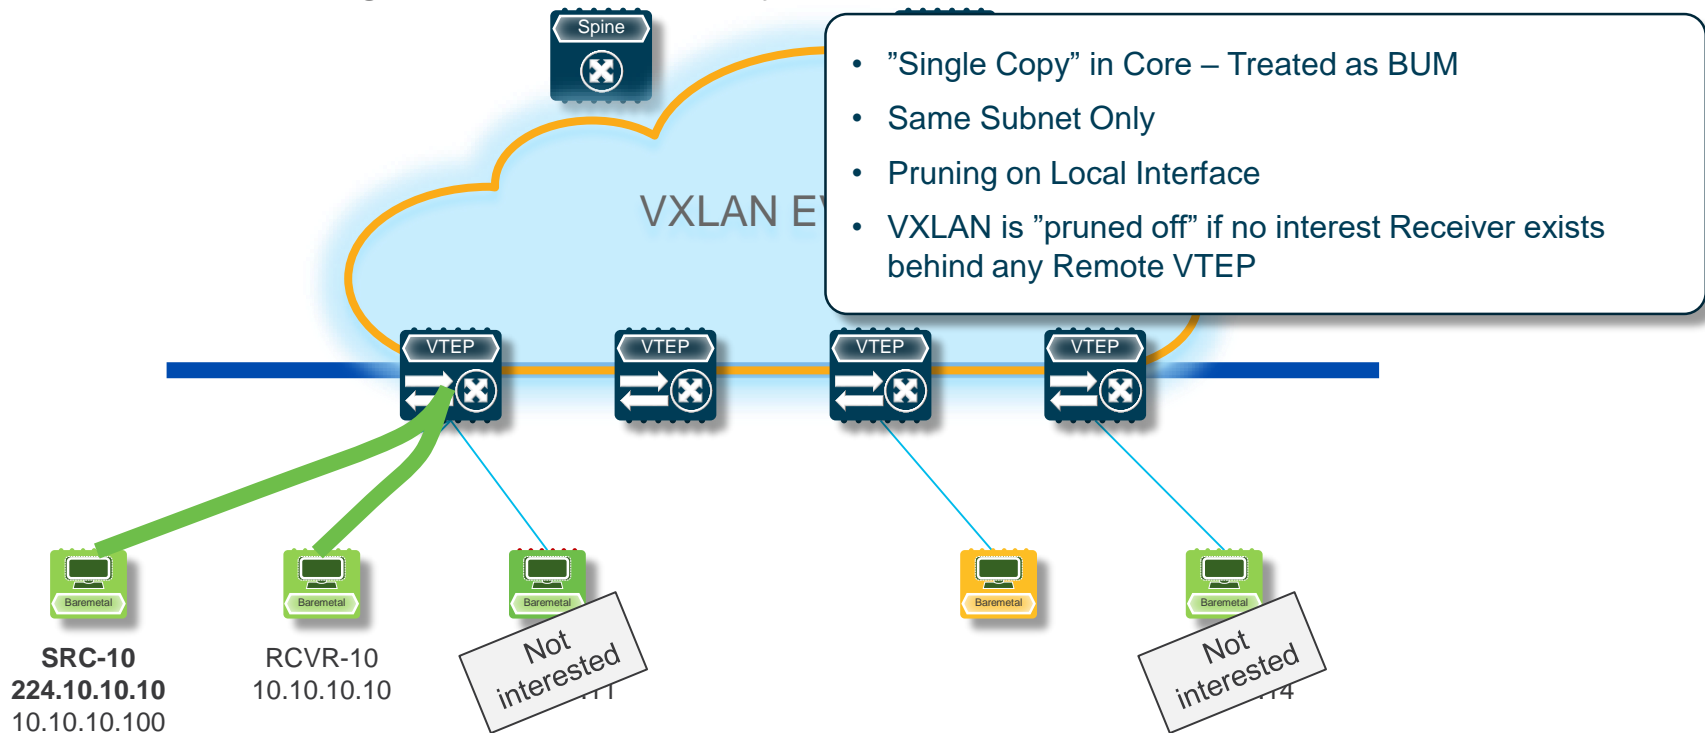 Spine
• ”Single Copy” in Core – Treated as BUM
• Same Subnet Only
• Pruning on Local Interface
• VXLAN is ”pruned off” if no interest Receiver exists
behind any Remote VTEP
VXLAN
VTEP
VTEP
VTEP
VTEP
Baremetal
Baremetal
Baremetal
Baremetal
Baremetal
Not
interested
Not
interested
SRC-10
224.10.10.10
10.10.10.100
RCVR-10
10.10.10.10